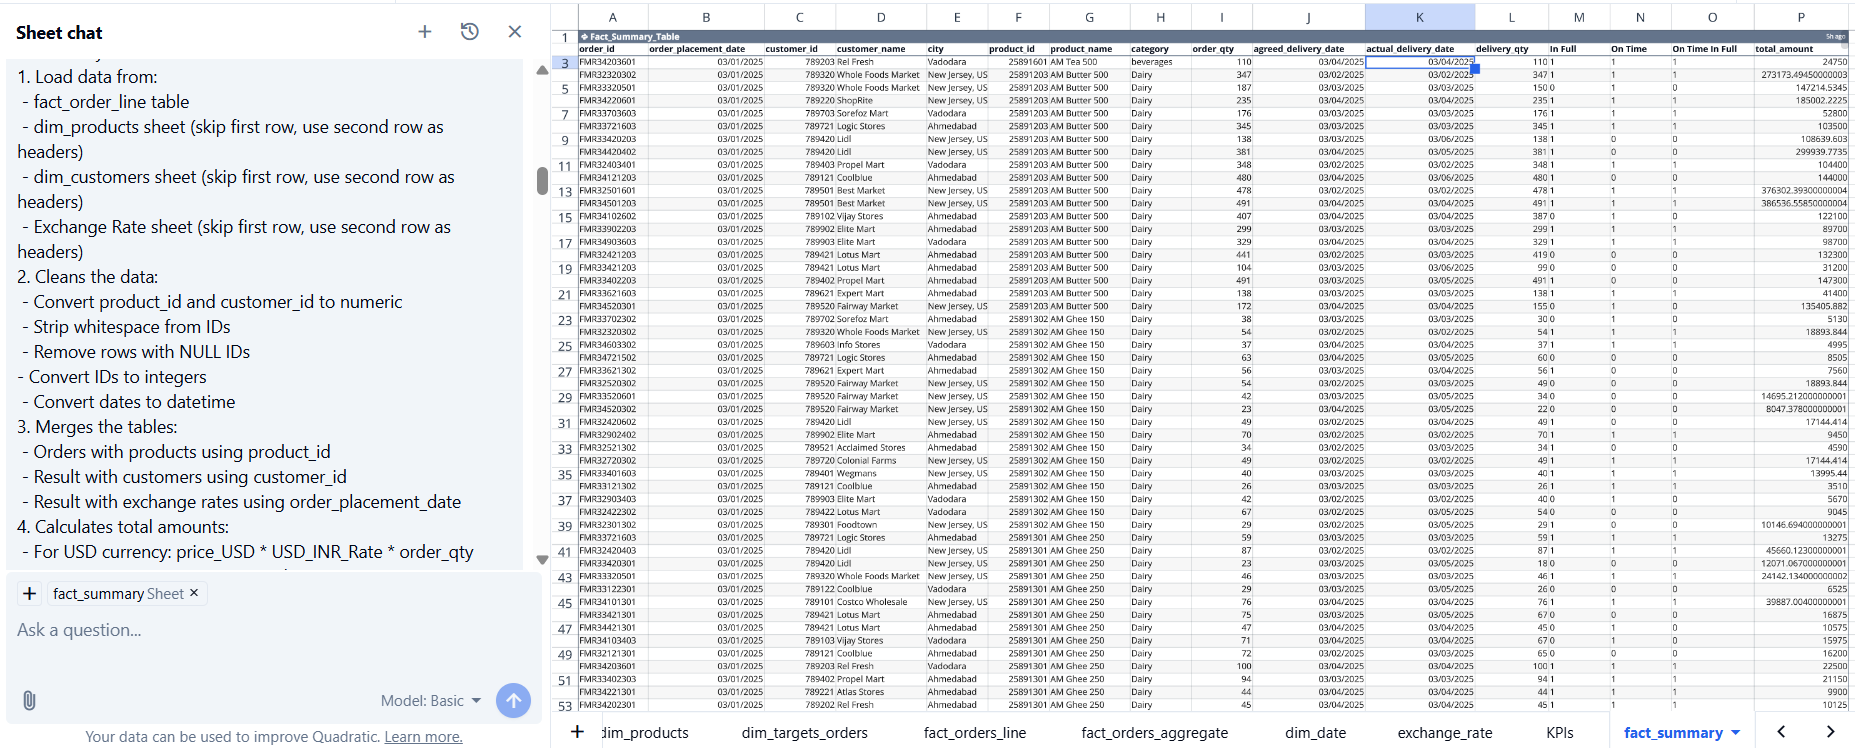 Sheet chat
1. Load data from:
- fact_order_line table
- dim_products sheet (skip first row, use second row as
headers)
- dim_customers sheet (skip first row, use second row as
headers)
- Exchange Rate sheet (skip first row, use second row as
headers)
2. Cleans the data:
- Convert product_id and customer_id to numeric
- Strip whitespace from IDs
- Remove rows with NULL IDs
- Convert IDs to integers
- Convert dates to datetime
3. Merges the tables:
- Orders with products using product_id
- Result with customers using customer_id
- Result with exchange rates using order_placement_date
4. Calculates total amounts:
- For USD currency: price_USD * USD_INR_Rate * order_qty
fact_summary Sheet ×
Ask a question...
Model: Basic
Your data can be used to improve Quadratic. Learn more.
A B C D E F G H I J K L M N O P
1 Fact_Summary_Table 5h ago
order_id order_placement_date customer_id customer_name city product_id product_name category order_qty agreed_delivery_date actual_delivery_date delivery_qty In Full On Time On Time In Full total_amount
3 FMR34203601 03/01/2025 789203 Rel Fresh Vadodara 25891601 AM Tea 500 beverages 110 03/04/2025 03/04/2025 110 1 1 1 24750
FMR32320302 03/01/2025 789320 Whole Foods Market New Jersey, US 25891203 AM Butter 500 Dairy 347 03/02/2025 03/02/2025 347 1 1 1 273173.49450000003
5 FMR33320501 03/01/2025 789320 Whole Foods Market New Jersey, US 25891203 AM Butter 500 Dairy 187 03/03/2025 03/03/2025 150 0 1 0 147214.5345
FMR34220601 03/01/2025 789220 ShopRite New Jersey, US 25891203 AM Butter 500 Dairy 235 03/04/2025 03/04/2025 235 1 1 1 185002.2225
7 FMR33703603 03/01/2025 789703 Sorefoz Mart Vadodara 25891203 AM Butter 500 Dairy 176 03/03/2025 03/03/2025 176 1 1 1 52800
FMR33721603 03/01/2025 789721 Logic Stores Ahmedabad 25891203 AM Butter 500 Dairy 345 03/03/2025 03/03/2025 345 1 1 1 103500
9 FMR33420203 03/01/2025 789420 Lidl New Jersey, US 25891203 AM Butter 500 Dairy 138 03/03/2025 03/06/2025 138 1 0 0 108639.603
FMR34420402 03/01/2025 789420 Lidl New Jersey, US 25891203 AM Butter 500 Dairy 381 03/04/2025 03/05/2025 381 1 0 0 299939.7735
11 FMR32403401 03/01/2025 789403 Propel Mart Vadodara 25891203 AM Butter 500 Dairy 348 03/02/2025 03/02/2025 348 1 1 1 104400
FMR34121203 03/01/2025 789121 Coolblue Ahmedabad 25891203 AM Butter 500 Dairy 480 03/04/2025 03/06/2025 480 1 0 0 144000
13 FMR32501601 03/01/2025 789501 Best Market New Jersey, US 25891203 AM Butter 500 Dairy 478 03/02/2025 03/02/2025 478 1 1 1 376302.39300000004
FMR34501203 03/01/2025 789501 Best Market New Jersey, US 25891203 AM Butter 500 Dairy 491 03/04/2025 03/04/2025 491 1 1 1 386536.55850000004
15 FMR34102602 03/01/2025 789102 Vijay Stores Ahmedabad 25891203 AM Butter 500 Dairy 407 03/04/2025 03/04/2025 387 0 1 0 122100
FMR33902203 03/01/2025 789902 Elite Mart Ahmedabad 25891203 AM Butter 500 Dairy 299 03/03/2025 03/03/2025 299 1 1 1 89700
17 FMR34903603 03/01/2025 789903 Elite Mart Vadodara 25891203 AM Butter 500 Dairy 329 03/04/2025 03/04/2025 329 1 1 1 98700
FMR32421203 03/01/2025 789421 Lotus Mart Ahmedabad 25891203 AM Butter 500 Dairy 441 03/02/2025 03/03/2025 419 0 0 0 132300
19 FMR33421203 03/01/2025 789421 Lotus Mart Ahmedabad 25891203 AM Butter 500 Dairy 104 03/03/2025 03/06/2025 99 0 0 0 31200
FMR33402203 03/01/2025 789402 Propel Mart Ahmedabad 25891203 AM Butter 500 Dairy 491 03/03/2025 03/05/2025 491 1 0 0 147300
21 FMR33621603 03/01/2025 789621 Expert Mart Ahmedabad 25891203 AM Butter 500 Dairy 138 03/03/2025 03/03/2025 138 1 1 1 41400
FMR34520301 03/01/2025 789520 Fairway Market New Jersey, US 25891203 AM Butter 500 Dairy 172 03/04/2025 03/04/2025 155 0 1 0 135405.882
23 FMR33702302 03/01/2025 789702 Sorefoz Mart Ahmedabad 25891302 AM Ghee 150 Dairy 38 03/03/2025 03/03/2025 30 0 1 0 5130
FMR32320302 03/01/2025 789320 Whole Foods Market New Jersey, US 25891302 AM Ghee 150 Dairy 54 03/02/2025 03/02/2025 54 1 1 1 18893.844
25 FMR34603302 03/01/2025 789603 Info Stores Vadodara 25891302 AM Ghee 150 Dairy 37 03/04/2025 03/04/2025 37 1 1 1 4995
FMR34721502 03/01/2025 789721 Logic Stores Ahmedabad 25891302 AM Ghee 150 Dairy 63 03/04/2025 03/05/2025 60 0 0 0 8505
27 FMR33621302 03/01/2025 789621 Expert Mart Ahmedabad 25891302 AM Ghee 150 Dairy 56 03/03/2025 03/04/2025 56 1 0 0 7560
FMR33520302 03/01/2025 789520 Fairway Market New Jersey, US 25891302 AM Ghee 150 Dairy 54 03/03/2025 03/03/2025 49 0 1 0 18893.844
29 FMR33520601 03/01/2025 789520 Fairway Market New Jersey, US 25891302 AM Ghee 150 Dairy 42 03/03/2025 03/05/2025 34 0 0 0 14695.212000000001
FMR34520302 03/01/2025 789520 Fairway Market New Jersey, US 25891302 AM Ghee 150 Dairy 23 03/04/2025 03/05/2025 22 0 0 0 8047.378000000001
31 FMR32420602 03/01/2025 789420 Lidl New Jersey, US 25891302 AM Ghee 150 Dairy 49 03/02/2025 03/05/2025 49 1 0 0 17144.414
FMR32902402 03/01/2025 789902 Elite Mart Ahmedabad 25891302 AM Ghee 150 Dairy 70 03/02/2025 03/02/2025 70 1 1 1 9450
33 FMR32521302 03/01/2025 789521 Acclaimed Stores Ahmedabad 25891302 AM Ghee 150 Dairy 34 03/02/2025 03/03/2025 34 1 0 0 4590
FMR32720302 03/01/2025 789720 Colonial Farms New Jersey, US 25891302 AM Ghee 150 Dairy 49 03/02/2025 03/02/2025 49 1 1 1 17144.414
35 FMR33401603 03/01/2025 789401 Wegmans New Jersey, US 25891302 AM Ghee 150 Dairy 40 03/03/2025 03/03/2025 40 1 1 1 13995.44
FMR33121302 03/01/2025 789121 Coolblue Ahmedabad 25891302 AM Ghee 150 Dairy 26 03/03/2025 03/03/2025 26 1 1 1 3510
37 FMR32903403 03/01/2025 789903 Elite Mart Vadodara 25891302 AM Ghee 150 Dairy 42 03/02/2025 03/02/2025 40 0 1 0 5670
FMR32422302 03/01/2025 789422 Lotus Mart Vadodara 25891302 AM Ghee 150 Dairy 67 03/02/2025 03/05/2025 54 0 0 0 9045
39 FMR32301302 03/01/2025 789301 Foodtown New Jersey, US 25891302 AM Ghee 150 Dairy 29 03/02/2025 03/05/2025 29 1 0 0 10146.694000000001
FMR33721603 03/01/2025 789721 Logic Stores Ahmedabad 25891301 AM Ghee 250 Dairy 59 03/03/2025 03/03/2025 59 1 1 1 13275
41 FMR32420403 03/01/2025 789420 Lidl New Jersey, US 25891301 AM Ghee 250 Dairy 87 03/02/2025 03/02/2025 87 1 1 1 45660.12300000001
FMR33420301 03/01/2025 789420 Lidl New Jersey, US 25891301 AM Ghee 250 Dairy 23 03/03/2025 03/05/2025 18 0 0 0 12071.067000000001
43 FMR33320501 03/01/2025 789320 Whole Foods Market New Jersey, US 25891301 AM Ghee 250 Dairy 46 03/03/2025 03/03/2025 46 1 1 1 24142.134000000002
FMR33122301 03/01/2025 789122 Coolblue Vadodara 25891301 AM Ghee 250 Dairy 29 03/03/2025 03/05/2025 26 0 0 0 6525
45 FMR34101301 03/01/2025 789101 Costco Wholesale New Jersey, US 25891301 AM Ghee 250 Dairy 76 03/04/2025 03/04/2025 76 1 1 1 39887.00400000001
FMR33421301 03/01/2025 789421 Lotus Mart Ahmedabad 25891301 AM Ghee 250 Dairy 75 03/03/2025 03/04/2025 67 0 0 0 16875
47 FMR34421301 03/01/2025 789421 Lotus Mart Ahmedabad 25891301 AM Ghee 250 Dairy 47 03/04/2025 03/04/2025 45 0 1 0 10575
FMR34103403 03/01/2025 789103 Vijay Stores Vadodara 25891301 AM Ghee 250 Dairy 71 03/04/2025 03/04/2025 67 0 1 0 15975
49 FMR32121301 03/01/2025 789121 Coolblue Ahmedabad 25891301 AM Ghee 250 Dairy 72 03/02/2025 03/03/2025 65 0 0 0 16200
FMR34203601 03/01/2025 789203 Rel Fresh Vadodara 25891301 AM Ghee 250 Dairy 100 03/04/2025 03/04/2025 100 1 1 1 22500
51 FMR33402303 03/01/2025 789402 Propel Mart Ahmedabad 25891301 AM Ghee 250 Dairy 94 03/03/2025 03/03/2025 94 1 1 1 21150
FMR34221301 03/01/2025 789221 Atlas Stores Ahmedabad 25891301 AM Ghee 250 Dairy 44 03/04/2025 03/04/2025 44 1 1 1 9900
53 FMR34202301 03/01/2025 789202 Rel Fresh Ahmedabad 25891301 AM Ghee 250 Dairy 45 03/04/2025 03/04/2025 45 1 1 1 10125
dim_products dim_targets_orders fact_orders_line fact_orders_aggregate dim_date exchange_rate KPIs fact_summary